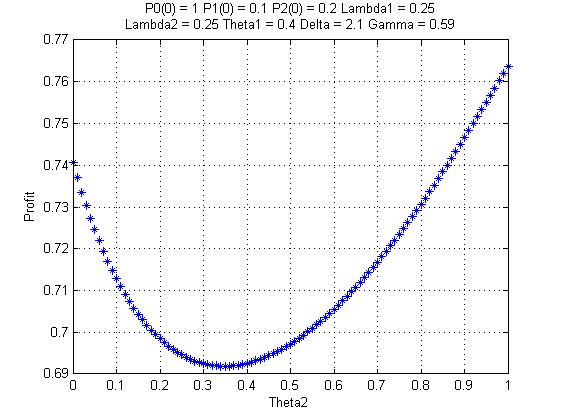 P0(0) = 1 P1(0) = 0.1 P2(0) = 0.2 Lambda1 = 0.25
Lambda2 = 0.25 Theta1 = 0.4 Delta = 2.1 Gamma = 0.59
0.77
0.76
0.75
0.74
0.73
0.72
0.71
0.7
0.69
Profit
0 0.1 0.2 0.3 0.4 0.5 0.6 0.7 0.8 0.9 1
Theta2